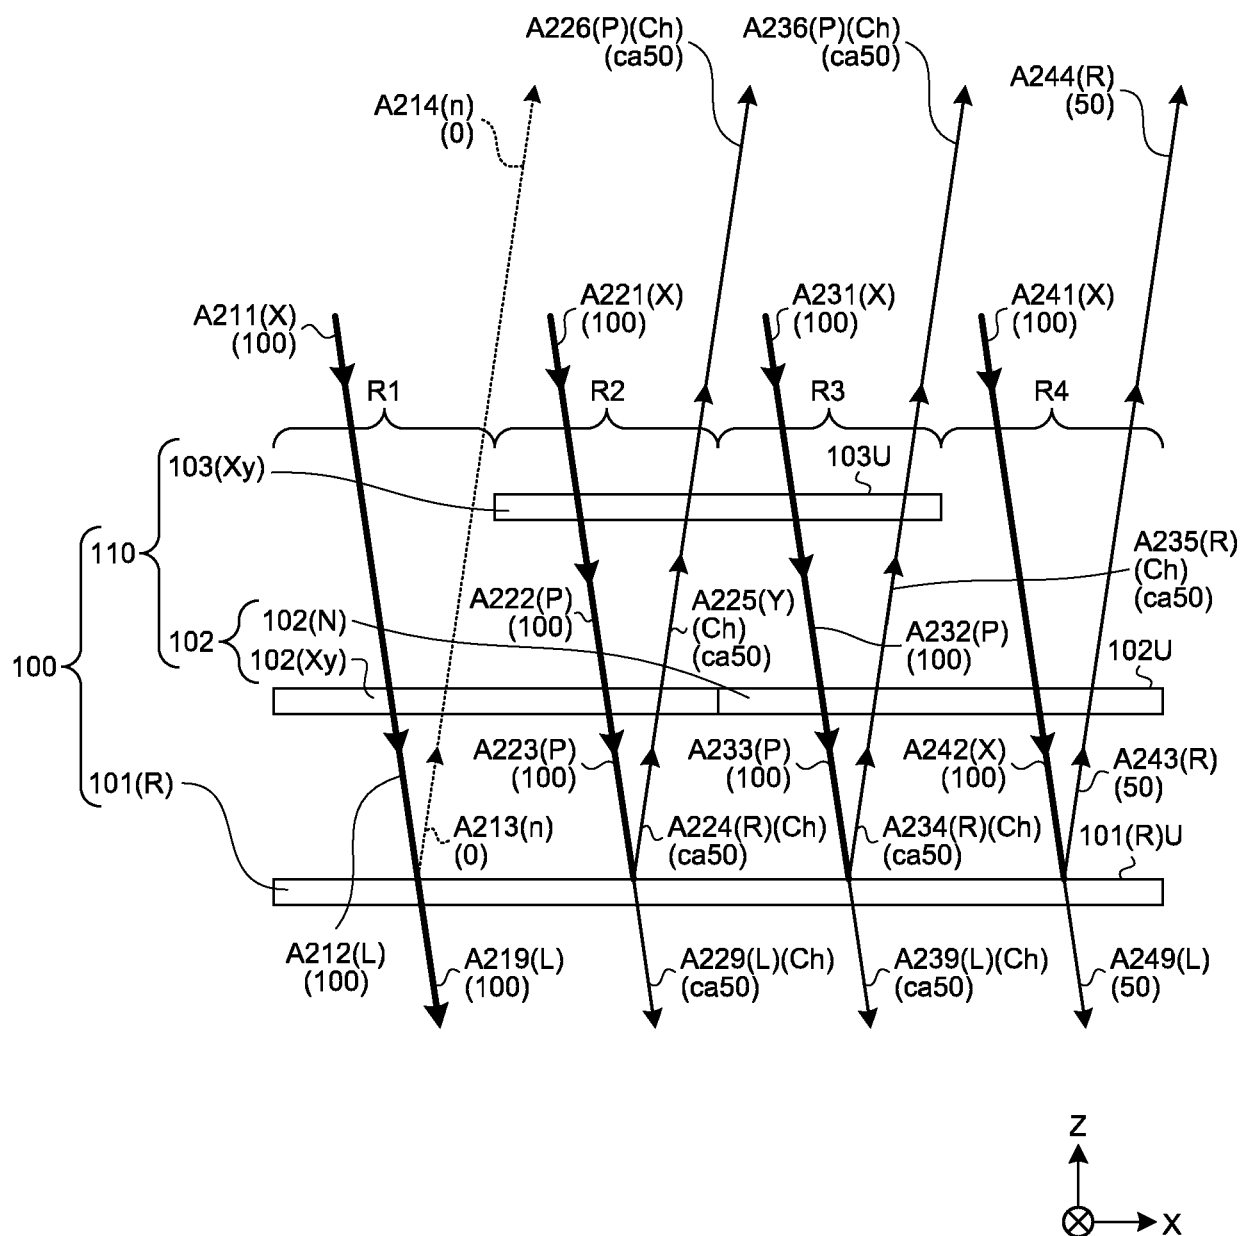 A226(P)(Ch)
(ca50)
A236(P)(Ch)
(ca50)
A244(R)
(50)
A214(n)
(0)
A211(X)
(100)
A221(X)
(100)
A231(X)
(100)
A241(X)
(100)
R1
R2
R3
R4
103(Xy)
103U
110
100
A235(R)
(Ch)
(ca50)
A222(P)
(100)
A225(Y)
(Ch)
(ca50)
A232(P)
(100)
102(N)
102
102(Xy)
102U
A223(P)
(100)
A233(P)
(100)
A242(X)
(100)
A243(R)
(50)
101(R)
A213(n)
(0)
A224(R)(Ch)
(ca50)
A234(R)(Ch)
(ca50)
101(R)U
A212(L)
(100)
A219(L)
(100)
A229(L)(Ch)
(ca50)
A239(L)(Ch)
(ca50)
A249(L)
(50)
Z
X